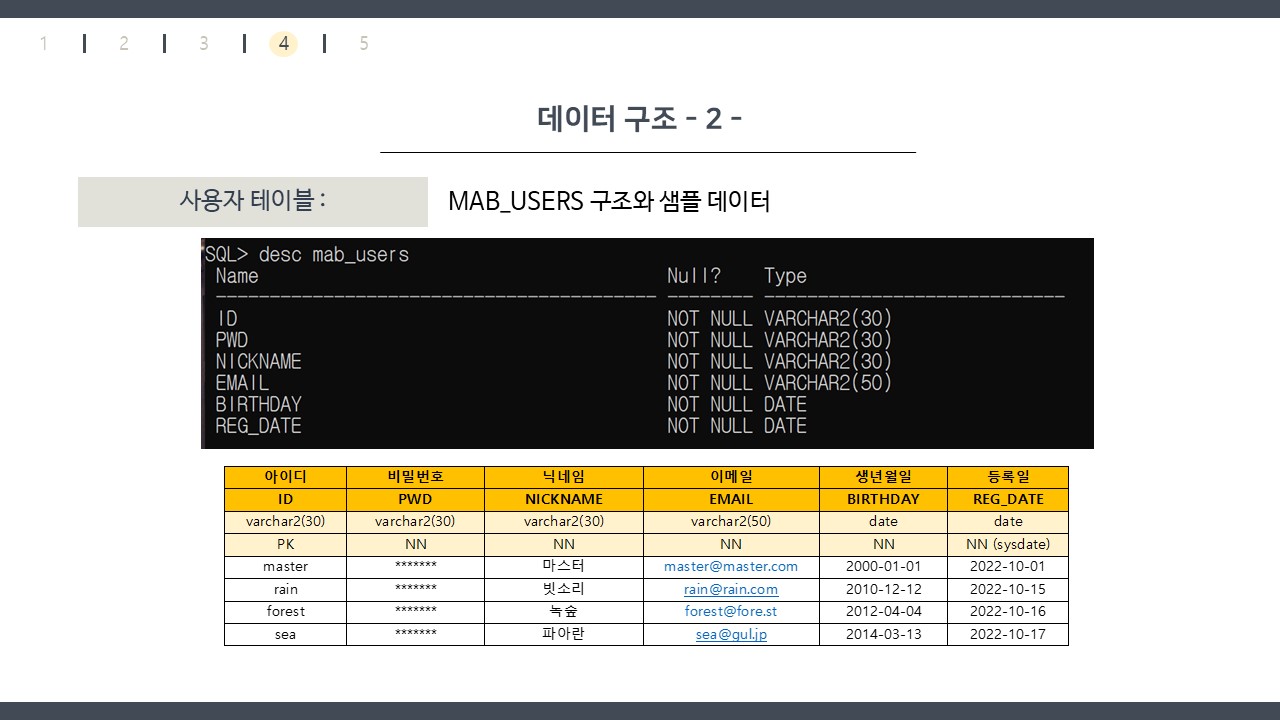 1 | 2 | 3 | 4 | 5
데이터 구조 - 2 -
사용자 테이블 : MAB_USERS 구조와 샘플 데이터
SQL> desc mab_users
Name Null? Type
----------------------------------------- -------- ----------------------------
ID NOT NULL VARCHAR2(30)
PWD NOT NULL VARCHAR2(30)
NICKNAME NOT NULL VARCHAR2(30)
EMAIL NOT NULL VARCHAR2(50)
BIRTHDAY NOT NULL DATE
REG_DATE NOT NULL DATE
아이디 비밀번호 닉네임 이메일 생년월일 등록일
ID PWD NICKNAME EMAIL BIRTHDAY REG_DATE
varchar2(30) varchar2(30) varchar2(30) varchar2(50) date date
PK NN NN NN NN NN (sysdate)
master ******* 마스터 master@master.com 2000-01-01 2022-10-01
rain ******* 빗소리 rain@rain.com 2010-12-12 2022-10-15
forest ******* 녹숲 forest@fore.st 2012-04-04 2022-10-16
sea ******* 파아란 sea@gul.jp 2014-03-13 2022-10-17